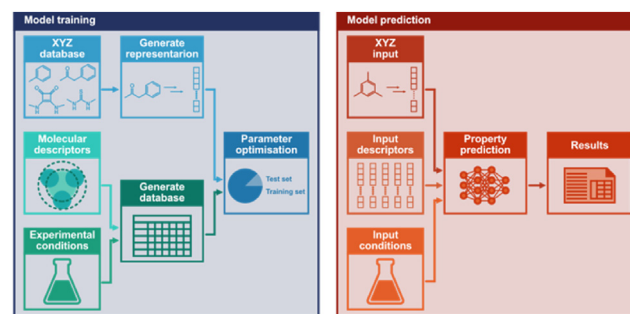 Model training
XYZ
database
Generate
representarion
Molecular
descriptors
Generate
database
Parameter
optimisation
Test set
Training set
Experimental
conditions
Model prediction
XYZ
input
Input
descriptors
Property
prediction
Results
Input
conditions